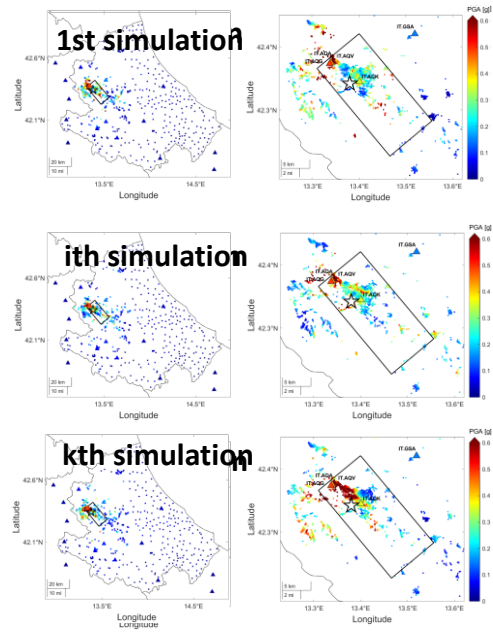 1st simulation
42.6°N
42.1°N
Latitude
20 km
10 mi
13.5°E
14.5°E
Longitude
PGA [g]
0.6
0.5
0.4
0.3
0.2
0.1
0
42.4°N
42.3°N
Latitude
IT.GSA
IT.AQA
IT.AQV
IT.AQG
IT.AQK
5 km
2 mi
13.3°E
13.4°E
13.5°E
13.6°E
Longitude
ith simulation
42.6°N
42.1°N
Latitude
20 km
10 mi
13.5°E
14.5°E
Longitude
PGA [g]
0.6
0.5
0.4
0.3
0.2
0.1
0
42.4°N
42.3°N
Latitude
IT.GSA
IT.AQA
IT.AQV
IT.AQG
IT.AQK
5 km
2 mi
13.3°E
13.4°E
13.5°E
13.6°E
Longitude
kth simulation
42.6°N
42.1°N
Latitude
20 km
10 mi
13.5°E
14.5°E
Longitude
Longitude
PGA [g]
0.6
0.5
0.4
0.3
0.2
0.1
0
42.4°N
42.3°N
Latitude
IT.GSA
IT.AQA
IT.AQV
IT.AQG
IT.AQK
5 km
2 mi
13.3°E
13.4°E
13.5°E
13.6°E
Longitude